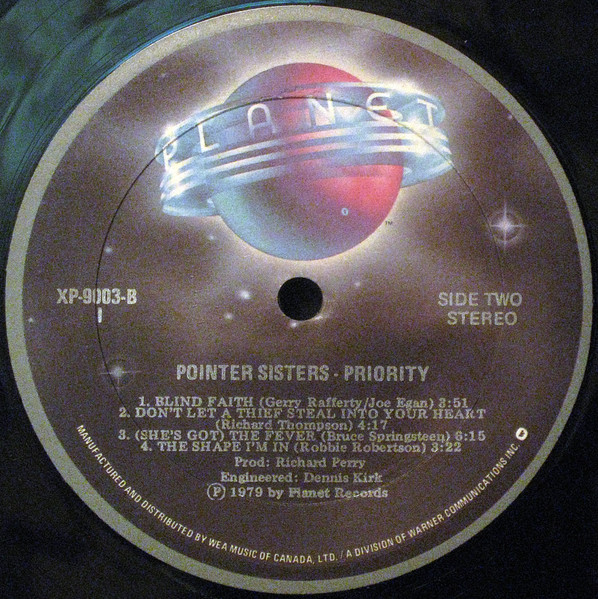 PLANET
™
XP-9003-B
I
SIDE TWO
STEREO
POINTER SISTERS - PRIORITY
1. BLIND FAITH (Gerry Rafferty/Joe Egan) 3:51
2. DON'T LET A THIEF STEAL INTO YOUR HEART
(Richard Thompson) 4:17
3. (SHE'S GOT) THE FEVER (Bruce Springsteen) 6:15
4. THE SHAPE I'M IN (Robbie Robertson) 3:22
Prod: Richard Perry
Engineered: Dennis Kirk
Ⓟ 1979 by Planet Records
MANUFACTURED AND DISTRIBUTED BY WEA MUSIC OF CANADA, LTD. / A DIVISION OF WARNER COMMUNICATIONS INC.